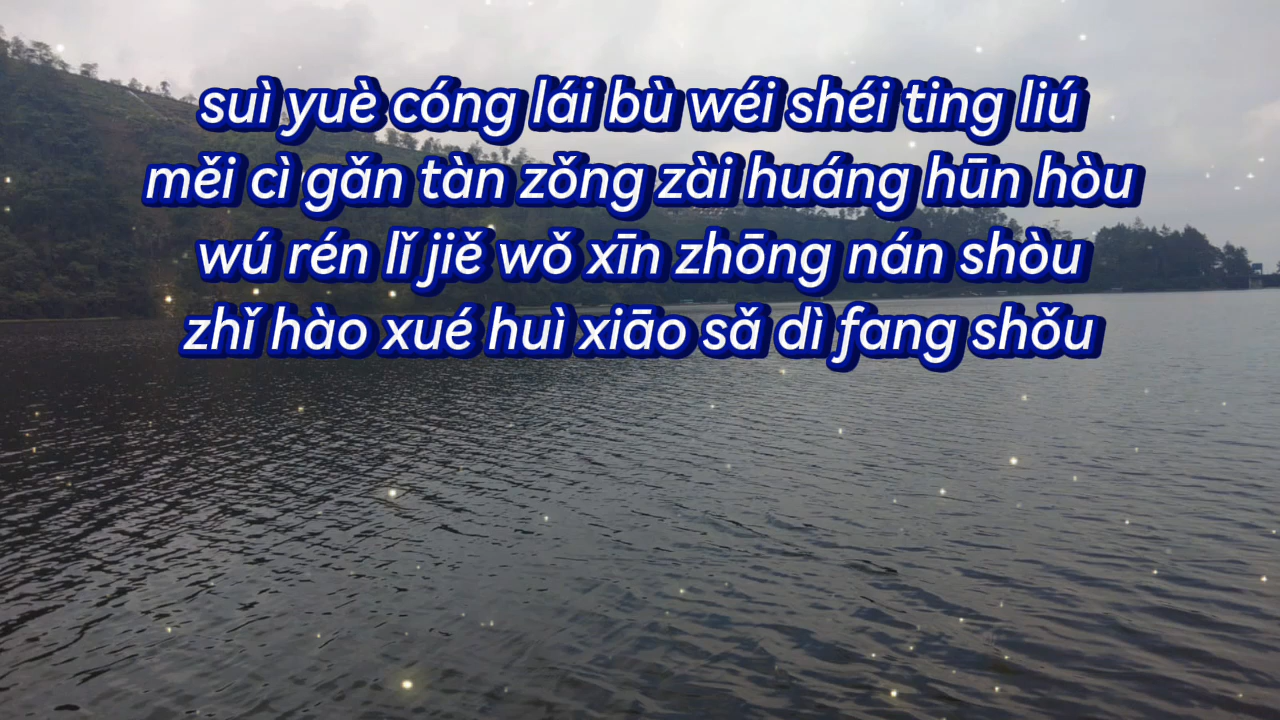 suì yuè cóng lái bù wéi shéi ting liú
měi cì gǎn tàn zǒng zài huáng hūn hòu
wú rén lǐ jiě wǒ xīn zhōng nán shòu
zhǐ hào xué huì xiāo sǎ dì fang shǒu